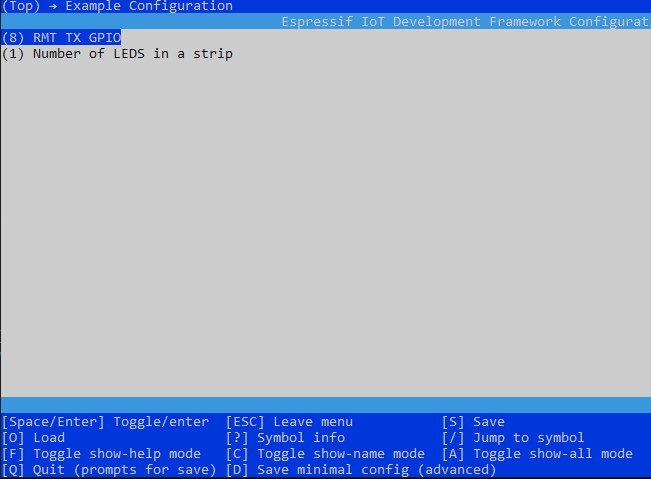 (Top) → Example Configuration
Espressif IoT Development Framework Configurat
(8) RMT TX GPIO
(1) Number of LEDS in a strip
[Space/Enter] Toggle/enter [ESC] Leave menu [S] Save
[O] Load [?] Symbol info [/] Jump to symbol
[F] Toggle show-help mode [C] Toggle show-name mode [A] Toggle show-all mode
[Q] Quit (prompts for save) [D] Save minimal config (advanced)